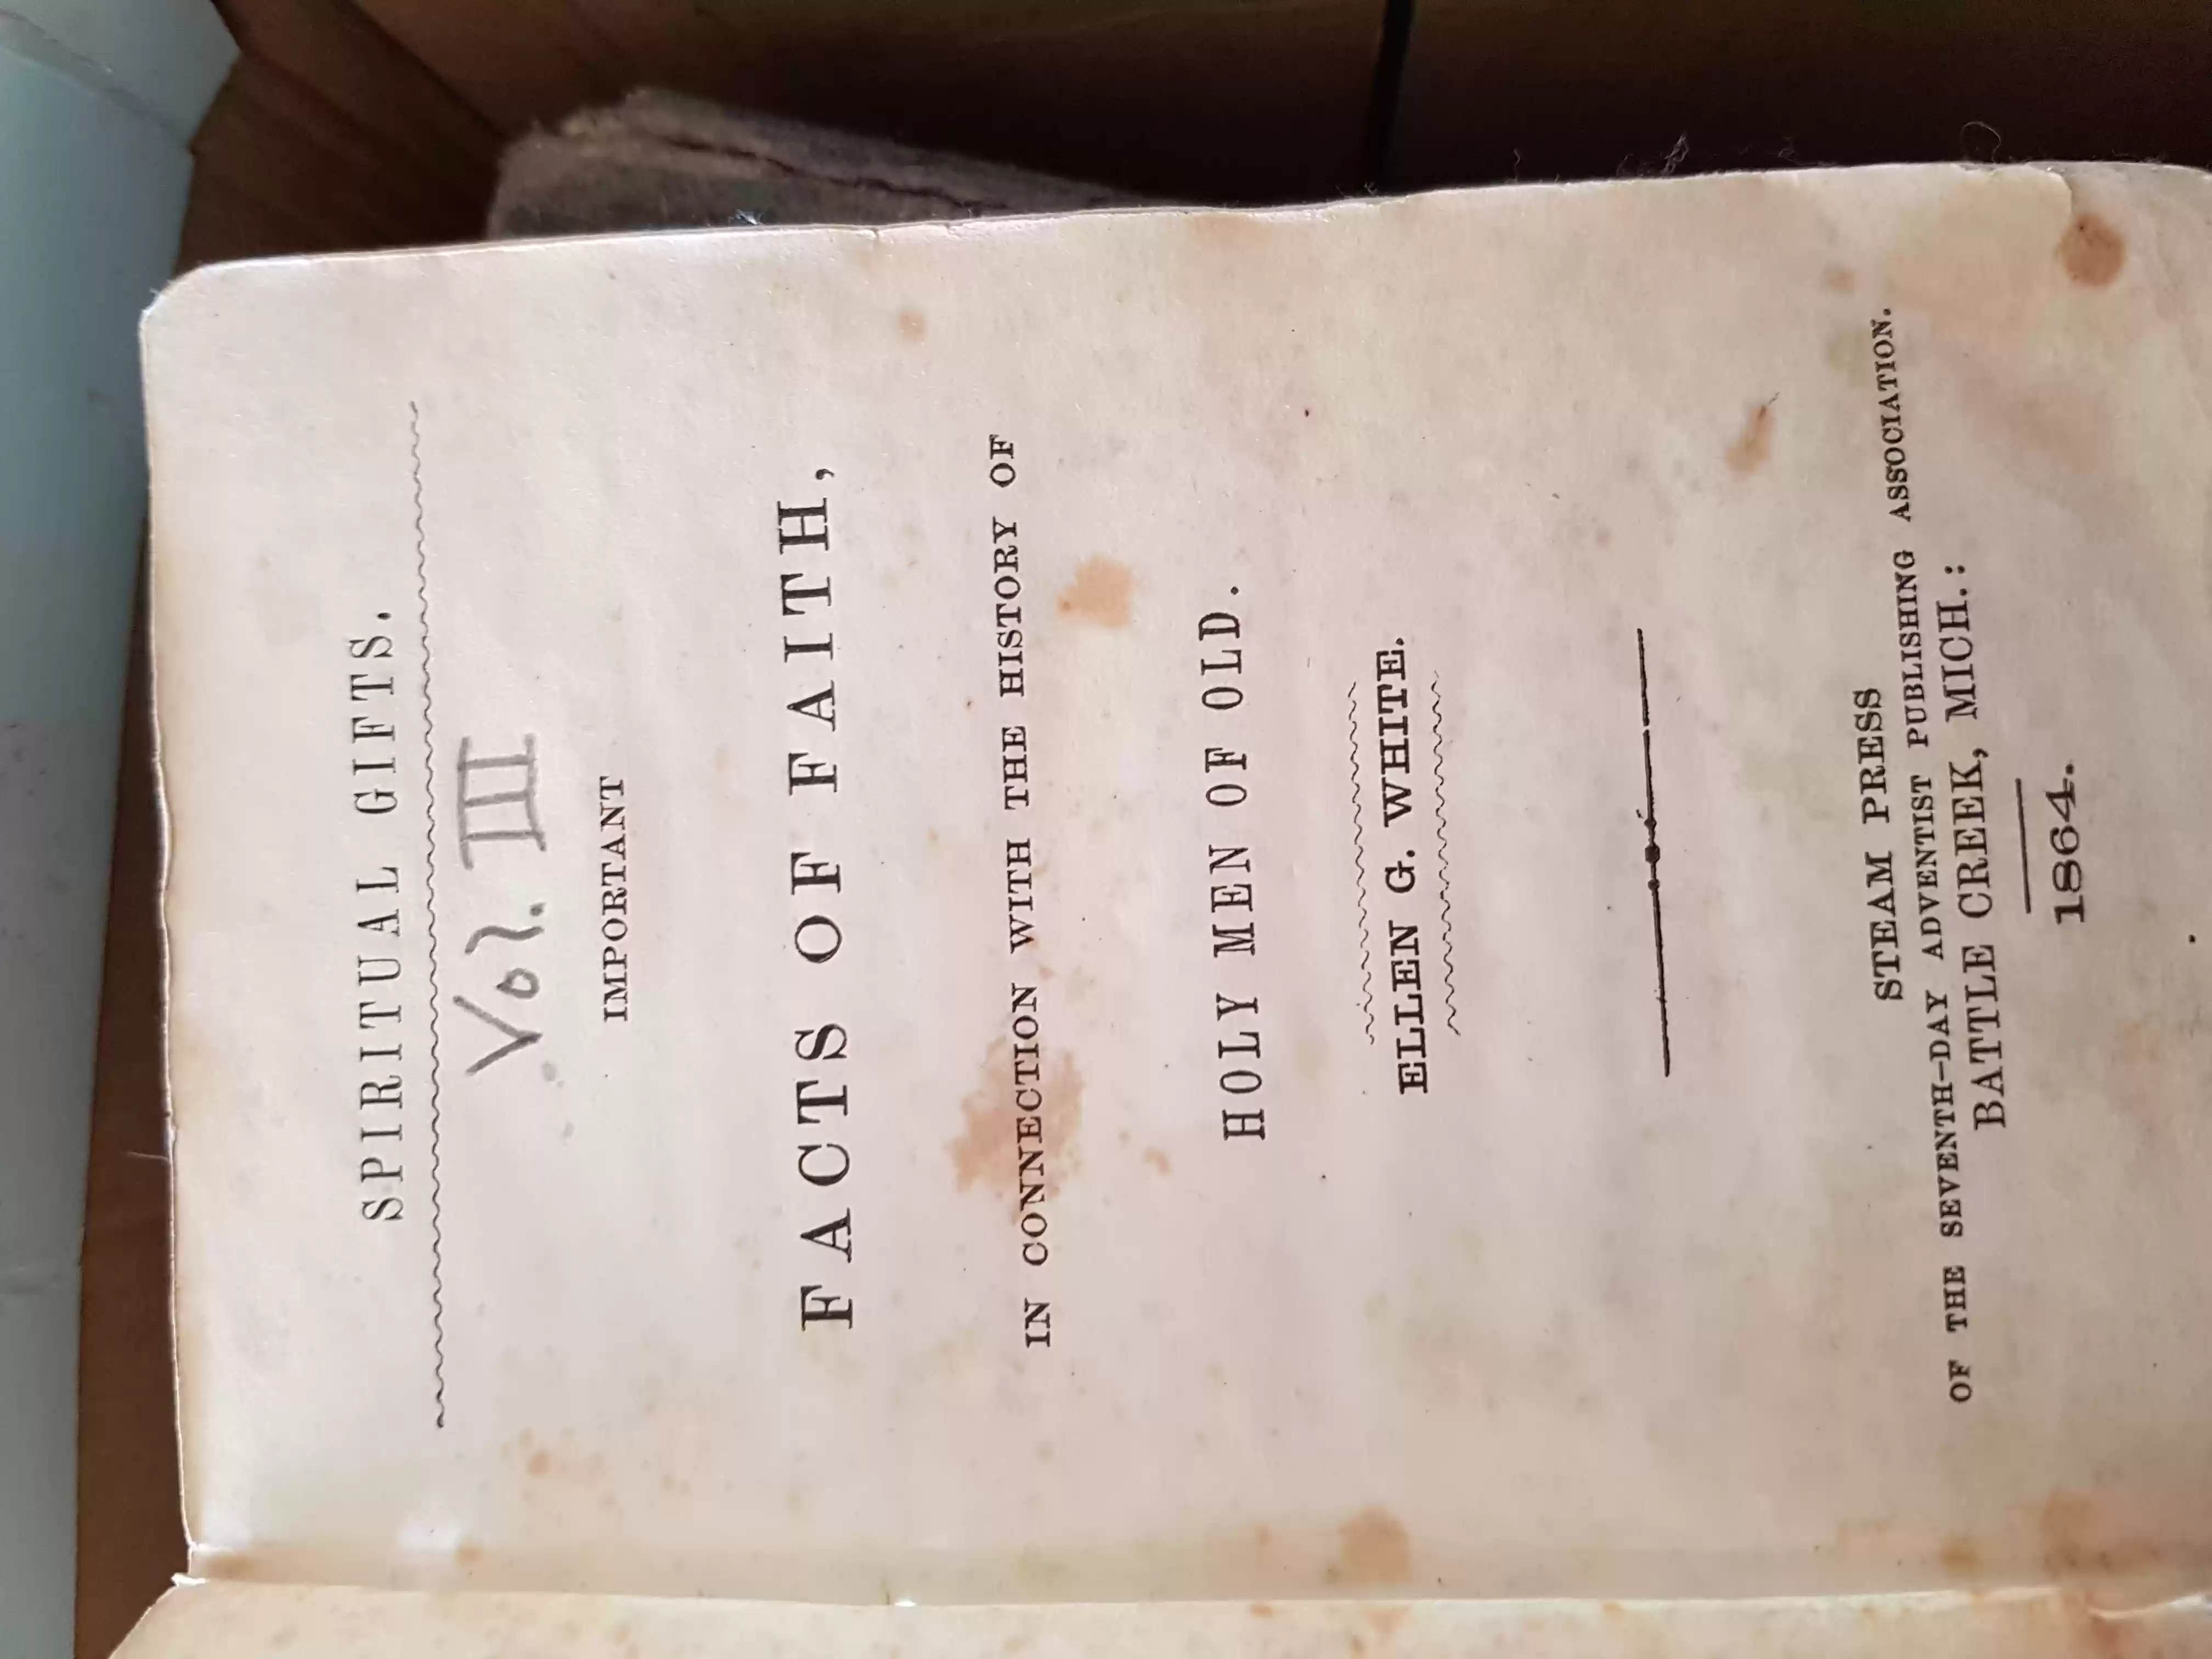 SPIRITUAL GIFTS.
Vol. III
IMPORTANT
FACTS OF FAITH,
IN CONNECTION WITH THE HISTORY OF
HOLY MEN OF OLD.
ELLEN G. WHITE.
STEAM PRESS
OF THE SEVENTH-DAY ADVENTIST PUBLISHING ASSOCIATION.
BATTLE CREEK, MICH.:
1864.